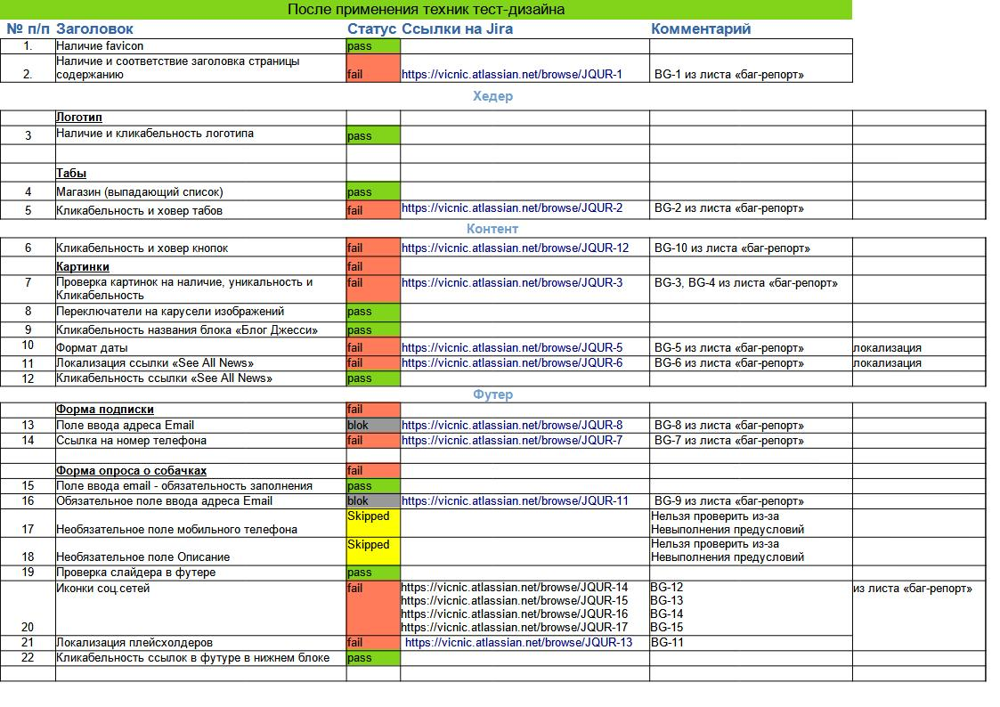 После применения техник тест-дизайна
№ п/п Заголовок Статус Ссылки на Jira Комментарий
1. Наличие favicon pass
Наличие и соответствие заголовка страницы
2. содержанию fail https://vicnic.atlassian.net/browse/JQUR-1 BG-1 из листа «баг-репорт»
Хедер
Логотип
3 Наличие и кликабельность логотипа pass
Табы
4 Магазин (выпадающий список) pass
5 Кликабельность и ховер табов fail https://vicnic.atlassian.net/browse/JQUR-2 BG-2 из листа «баг-репорт»
Контент
6 Кликабельность и ховер кнопок fail https://vicnic.atlassian.net/browse/JQUR-12 BG-10 из листа «баг-репорт»
Картинки fail
7 Проверка картинок на наличие, уникальность и fail https://vicnic.atlassian.net/browse/JQUR-3 BG-3, BG-4 из листа «баг-репорт»
Кликабельность
8 Переключатели на карусели изображений pass
9 Кликабельность названия блока «Блог Джесси» pass
10 Формат даты fail https://vicnic.atlassian.net/browse/JQUR-5 BG-5 из листа «баг-репорт» локализация
11 Локализация ссылки «See All News» fail https://vicnic.atlassian.net/browse/JQUR-6 BG-6 из листа «баг-репорт» локализация
12 Кликабельность ссылки «See All News» pass
Футер
Форма подписки fail
13 Поле ввода адреса Email blok https://vicnic.atlassian.net/browse/JQUR-8 BG-8 из листа «баг-репорт»
14 Ссылка на номер телефона fail https://vicnic.atlassian.net/browse/JQUR-7 BG-7 из листа «баг-репорт»
Форма опроса о собачках fail
15 Поле ввода email - обязательность заполнения pass
16 Обязательное поле ввода адреса Email blok https://vicnic.atlassian.net/browse/JQUR-11 BG-9 из листа «баг-репорт»
Skipped Нельзя проверить из-за
17 Необязательное поле мобильного телефона Невыполнения предусловий
Skipped Нельзя проверить из-за
18 Необязательное поле Описание Невыполнения предусловий
19 Проверка слайдера в футере pass
Иконки соц.сетей fail https://vicnic.atlassian.net/browse/JQUR-14 BG-12 из листа «баг-репорт»
https://vicnic.atlassian.net/browse/JQUR-15 BG-13
https://vicnic.atlassian.net/browse/JQUR-16 BG-14
20 https://vicnic.atlassian.net/browse/JQUR-17 BG-15
21 Локализация плейсхолдеров fail https://vicnic.atlassian.net/browse/JQUR-13 BG-11
22 Кликабельность ссылок в футуре в нижнем блоке pass